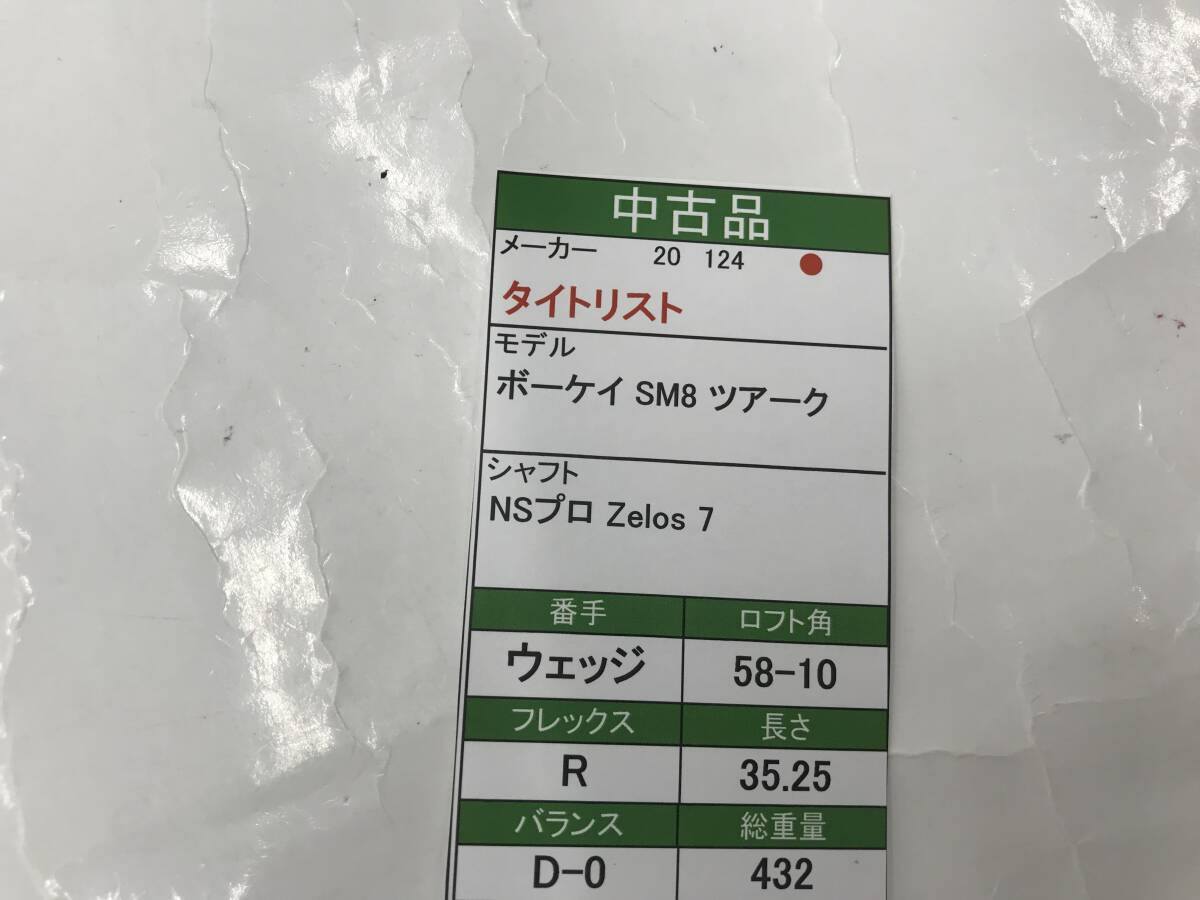 中古品
メーカー 20 124
タイトリスト
モデル
ボーケイ SM8 ツアーク
シャフト
NSプロ Zelos 7
番手 ロフト角
ウェッジ 58-10
フレックス 長さ
R 35.25
バランス 総重量
D-0 432